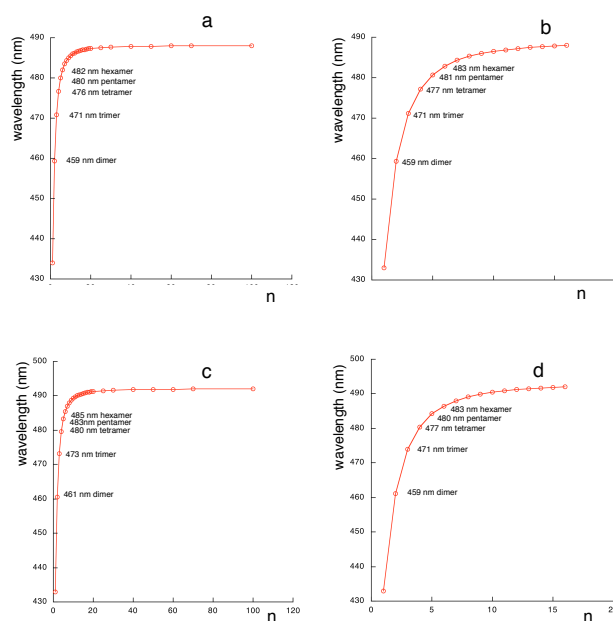 a
wavelength (nm)
490
480
470
460
450
440
430
482 nm hexamer
480 nm pentamer
476 nm tetramer
471 nm trimer
459 nm dimer
n
b
wavelength (nm)
490
480
470
460
450
440
430
483 nm hexamer
481 nm pentamer
477 nm tetramer
471 nm trimer
459 nm dimer
n
c
wavelength (nm)
500
490
480
470
460
450
440
430
485 nm hexamer
483nm pentamer
480 nm tetramer
473 nm trimer
461 nm dimer
0 20 40 60 80 100 120
n
d
wavelength (nm)
500
490
480
470
460
450
440
430
483 nm hexamer
480 nm pentamer
477 nm tetramer
471 nm trimer
459 nm dimer
0 5 10 15
n